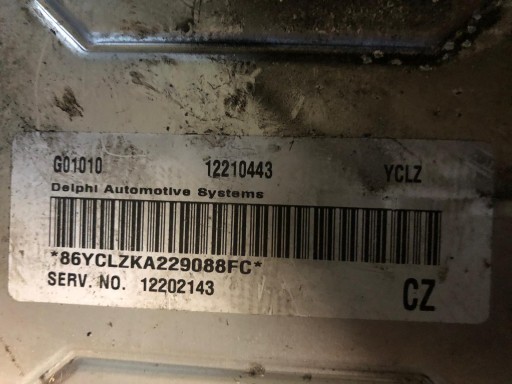 G01010 12210443 YCLZ
Delphi Automotive Systems
*86YCLZKA229088FC*
SERV. NO. 12202143 CZ